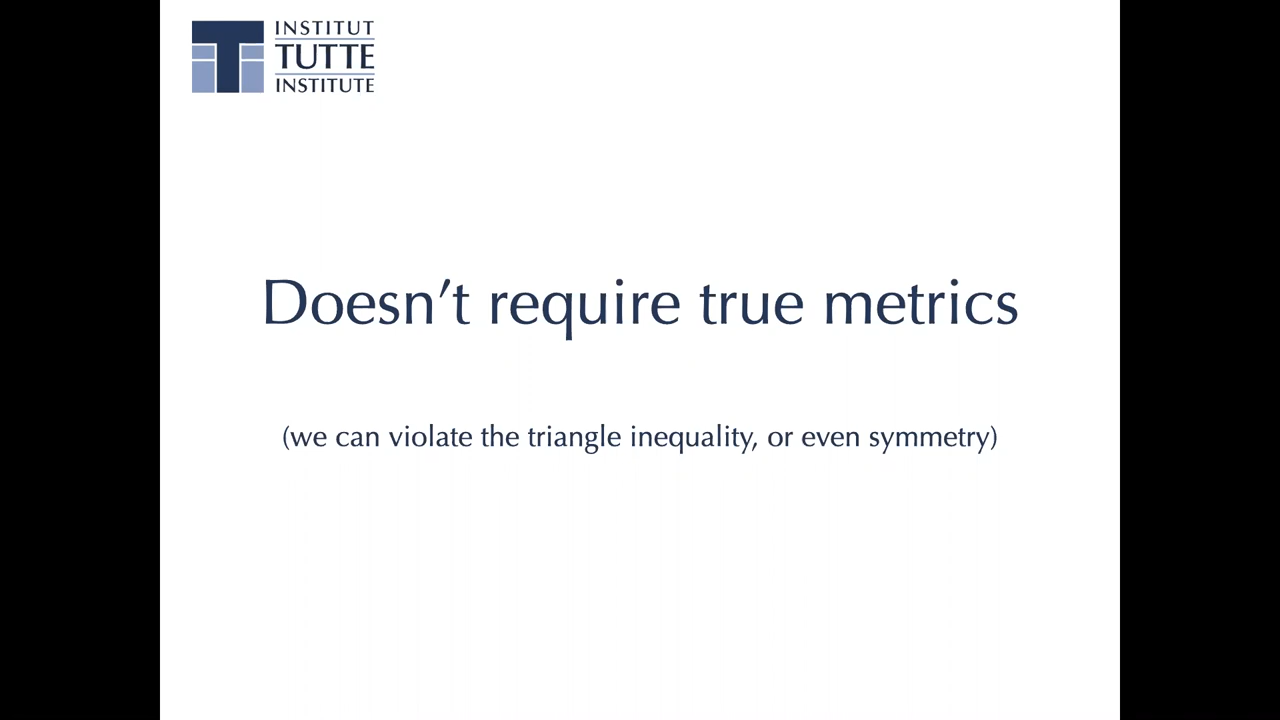 INSTITUT
TUTTE
INSTITUTE
Doesn’t require true metrics
(we can violate the triangle inequality, or even symmetry)